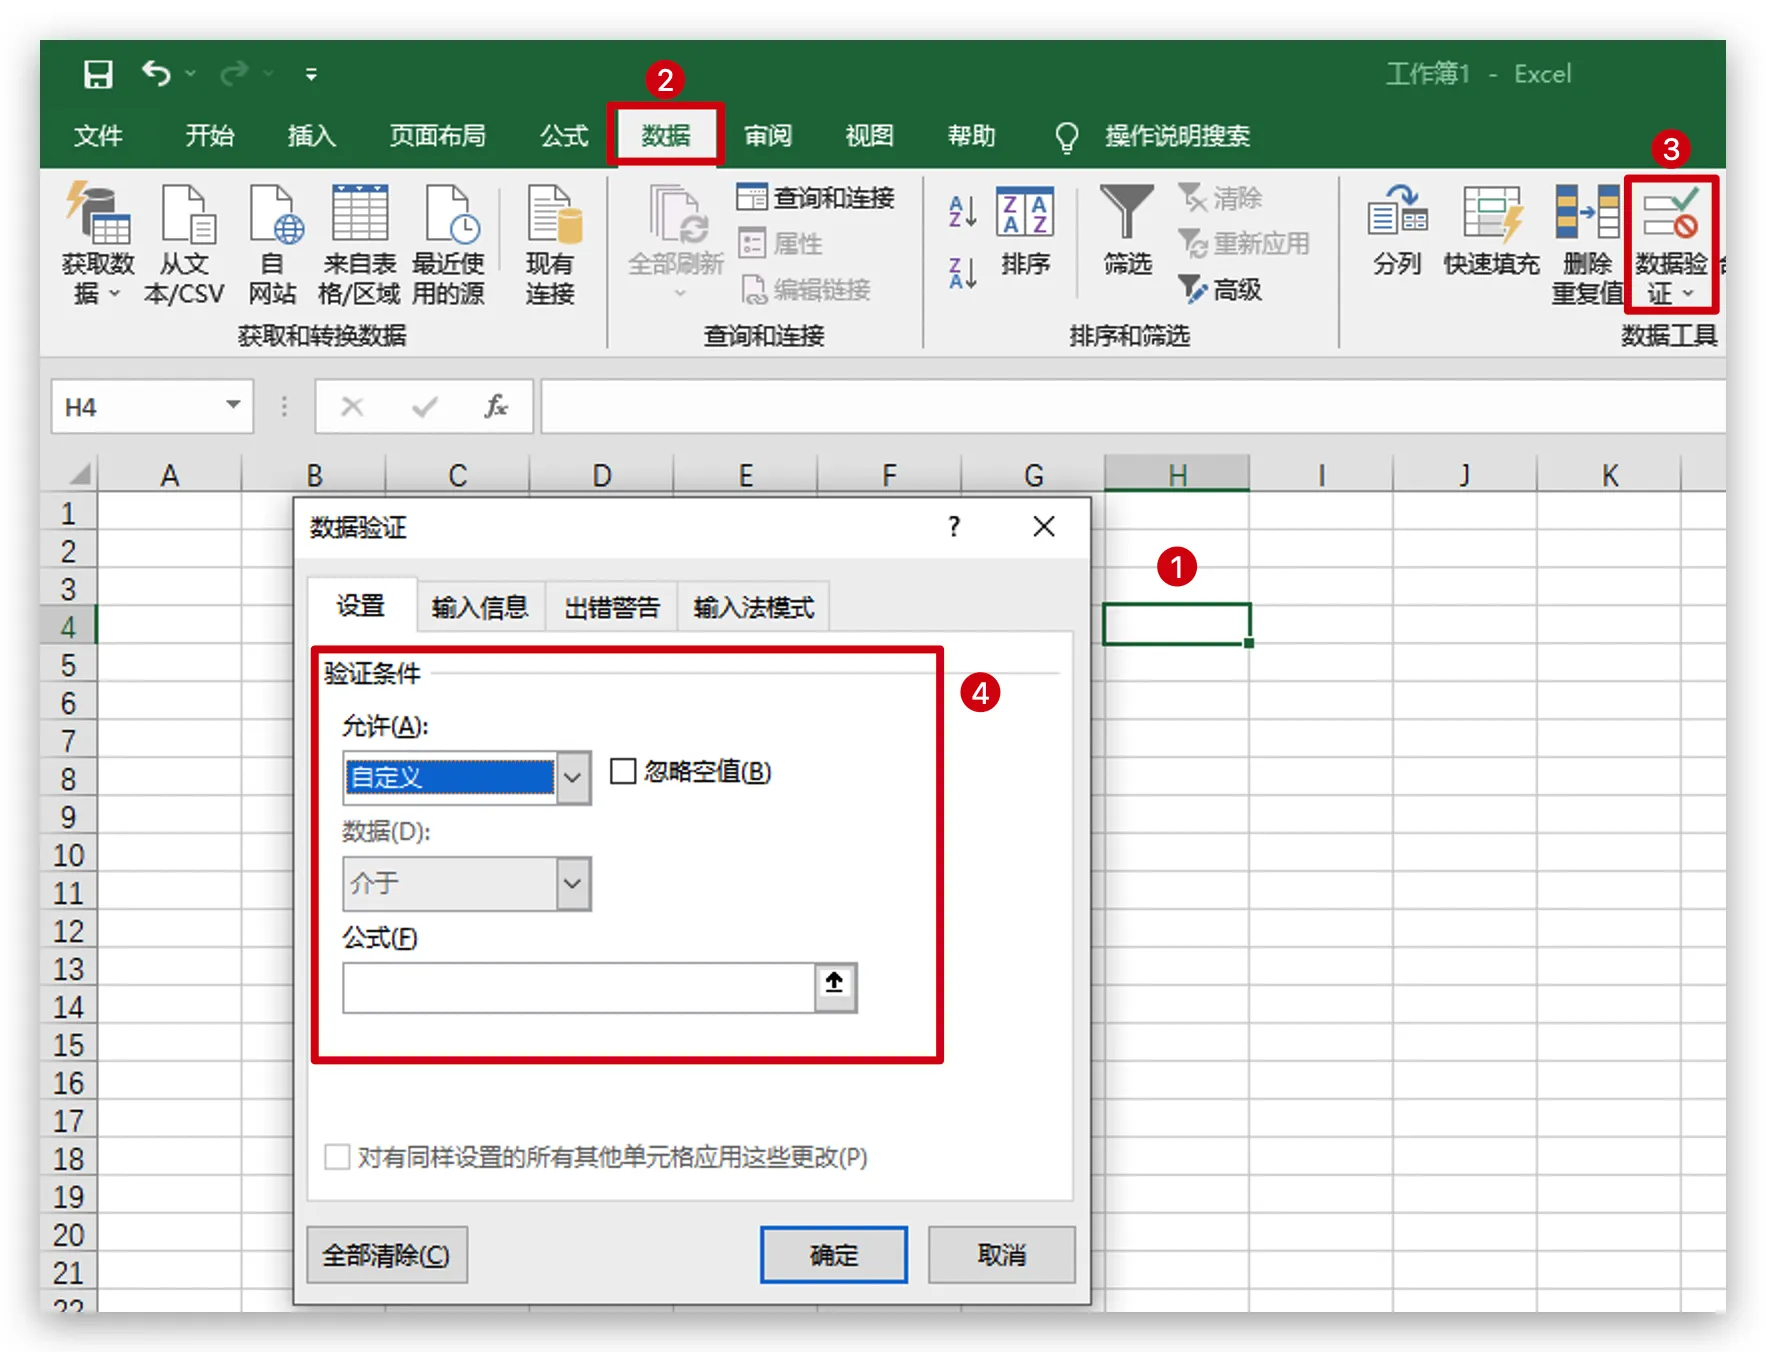 工作簿1 - Excel
2
文件 开始 插入 页面布局 公式 数据 审阅 视图 帮助 操作说明搜索
3
获取数据 从文本/CSV 自网站 来自表格/区域 最近使用的源 现有连接
获取和转换数据
全部刷新 查询和连接 属性 编辑链接
查询和连接
排序 筛选 清除 重新应用 高级
排序和筛选
分列 快速填充 删除重复值 数据验证
数据工具
H4 fx
A B C D E F G H I J K
1
2
3
4
5
6
7
8
9
10
11
12
13
14
15
16
17
18
19
20
21
22
1
数据验证 ?
设置 输入信息 出错警告 输入法模式
4
验证条件
允许(A):
自定义 忽略空值(B)
数据(D):
介于
公式(F)
对有同样设置的所有其他单元格应用这些更改(P)
全部清除(C) 确定 取消